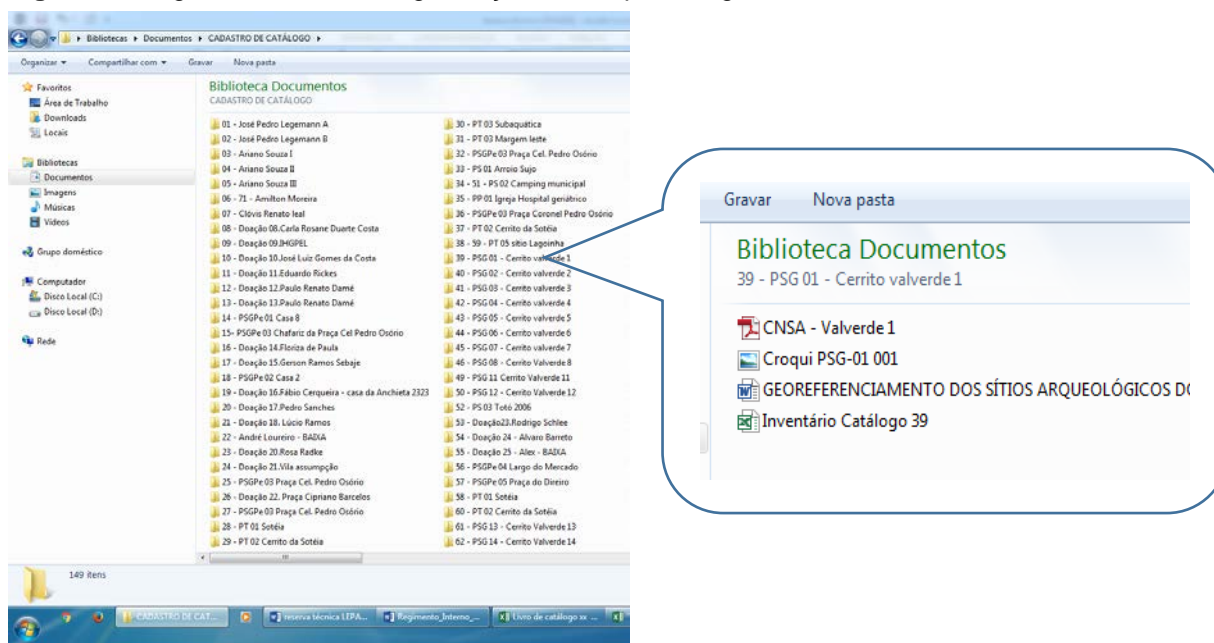 Bibliotecas ▸ Documentos ▸ CADASTRO DE CATÁLOGO ▸
Organizar Compartilhar com Gravar Nova pasta
Favoritos
Área de Trabalho
Downloads
Locais
Bibliotecas
Documentos
Imagens
Músicas
Vídeos
Grupo doméstico
Computador
Disco Local (C:)
Disco Local (D:)
Rede
Biblioteca Documentos
CADASTRO DE CATÁLOGO
01 - José Pedro Legemann A
02 - José Pedro Legemann B
03 - Ariano Souza I
04 - Ariano Souza II
05 - Ariano Souza III
06 - 71 - Amilton Moreira
07 - Clóvis Renato leal
08 - Doação 08.Carla Rosane Duarte Costa
09 - Doação 09.IHGPEL
10 - Doação 10.José Luiz Gomes da Costa
11 - Doação 11.Eduardo Rickes
12 - Doação 12.Paulo Renato Damé
13 - Doação 13.Paulo Renato Damé
14 - PSGPe 01 Casa 8
15- PSGPe 03 Chafariz da Praça Cel Pedro Osório
16 - Doação 14.Floriza de Paula
17 - Doação 15.Gerson Ramos Sebaje
18 - PSGPe 02 Casa 2
19 - Doação 16.Fábio Cerqueira - casa da Anchieta 2323
20 - Doação 17.Pedro Sanches
21 - Doação 18. Lúcio Ramos
22 - André Loureiro - BAIXA
23 - Doação 20.Rosa Radke
24 - Doação 21.Vila assumpção
25 - PSGPe 03 Praça Cel. Pedro Osório
26 - Doação 22. Praça Cipriano Barcelos
27 - PSGPe 03 Praça Cel. Pedro Osório
28 - PT 01 Sotéia
29 - PT 02 Cerrito da Sotéia
30 - PT 03 Subaquática
31 - PT 03 Margem leste
32 - PSGPe 03 Praça Cel. Pedro Osório
33 - PS 01 Arroio Sujo
34 - 51 - PS 02 Camping municipal
35 - PP 01 Igreja Hospital geriátrico
36 - PSGPe 03 Praça Coronel Pedro Osório
37 - PT 02 Cerrito da Sotéia
38 - 59 - PT 05 sítio Lagoinha
39 - PSG 01 - Cerrito valverde 1
40 - PSG 02 - Cerrito valverde 2
41 - PSG 03 - Cerrito valverde 3
42 - PSG 04 - Cerrito valverde 4
43 - PSG 05 - Cerrito valverde 5
44 - PSG 06 - Cerrito valverde 6
45 - PSG 07 - Cerrito valverde 7
46 - PSG 08 - Cerrito Valverde 8
49 - PSG 11 Cerrito Valverde 11
50 - PSG 12 - Cerrito Valverde 12
52 - PS 03 Totó 2006
53 - Doação23.Rodrigo Schlee
54 - Doação 24 - Alvaro Barreto
55 - Doação 25 - Alex - BAIXA
56 - PSGPe 04 Largo do Mercado
57 - PSGPe 05 Praça do Direiro
58 - PT 01 Sotéia
60 - PT 02 Cerrito da Sotéia
61 - PSG 13 - Cerrito Valverde 13
62 - PSG 14 - Cerrito Valverde 14
149 itens
CADASTRO DE CAT... reserva técnica LEPA... Regimento_Interno_... Livro de catálogo xx ...
Gravar Nova pasta
Biblioteca Documentos
39 - PSG 01 - Cerrito valverde 1
CNSA - Valverde 1
Croqui PSG-01 001
GEOREFERENCIAMENTO DOS SÍTIOS ARQUEOLÓGICOS
Inventário Catálogo 39